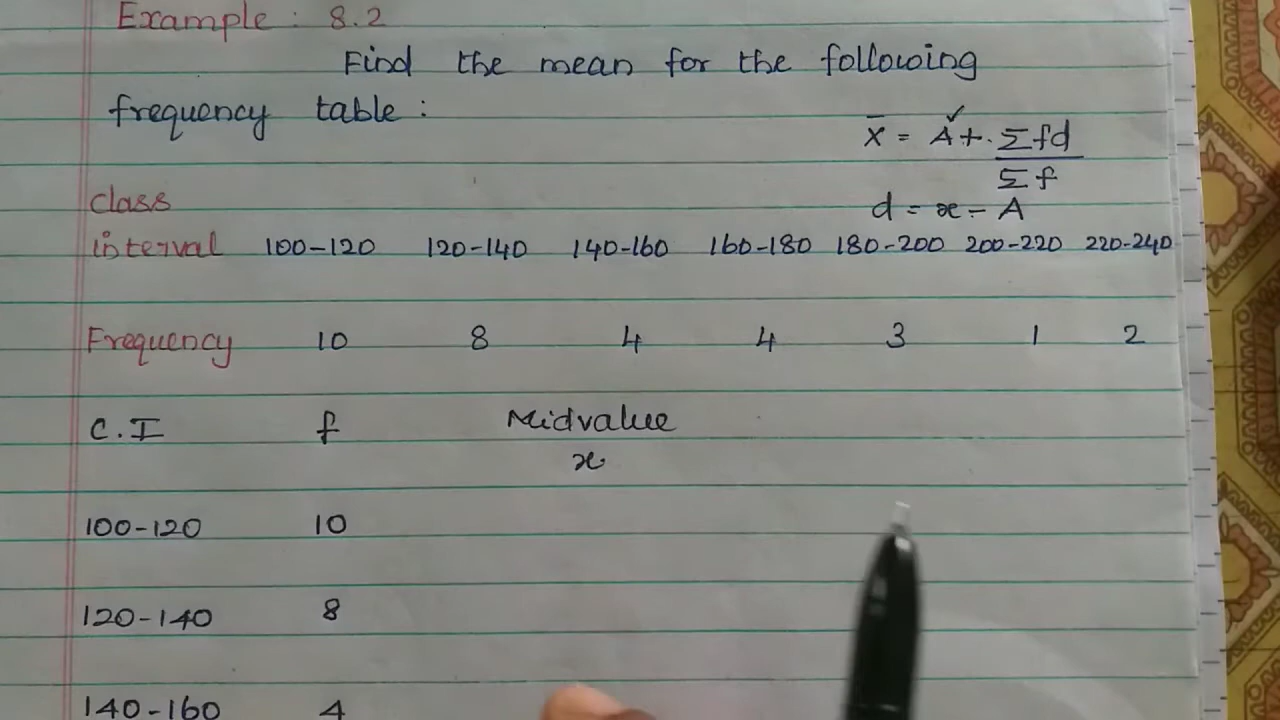 Example : 8.2
Find the mean for the following
frequency table :
x̄ = A + Σfd
Σf
d = x - A
class
interval 100-120 120-140 140-160 160-180 180-200 200-220 220-240
Frequency 10 8 4 4 3 1 2
C.I f Midvalue
x
100-120 10
120-140 8
140-160 4